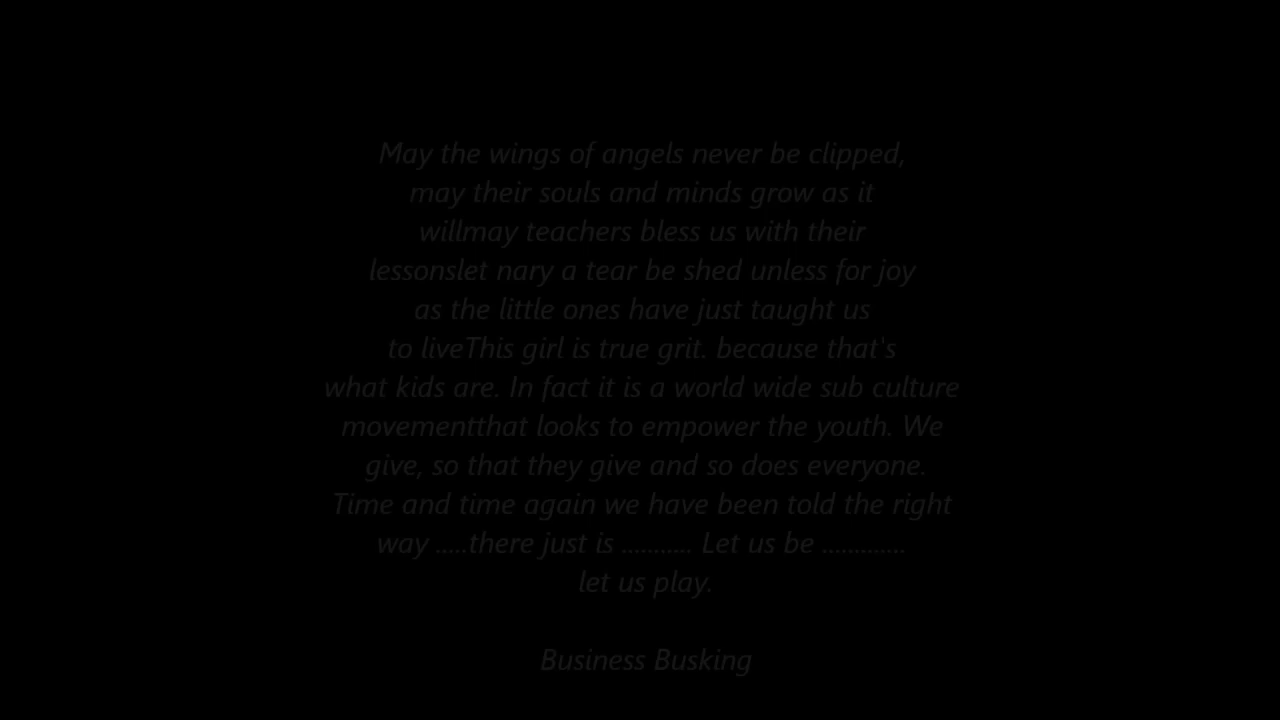 May the wings of angels never be clipped,
may their souls and minds grow as it
willmay teachers bless us with their
lessonslet nary a tear be shed unless for joy
as the little ones have just taught us
to liveThis girl is true grit. because that's
what kids are. In fact it is a world wide sub culture
movementthat looks to empower the youth. We
give, so that they give and so does everyone.
Time and time again we have been told the right
way .....there just is ........... Let us be .............
let us play.
Business Busking